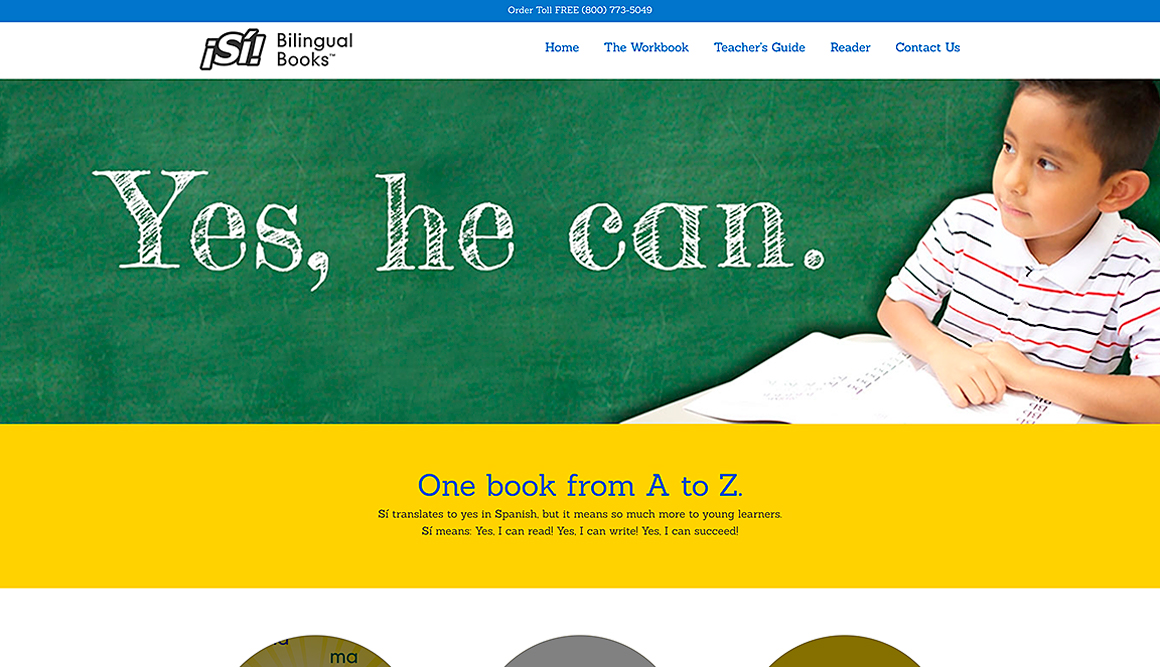 Order Toll FREE (800) 773-5049
¡Sí! Bilingual
Books™
Home The Workbook Teacher's Guide Reader Contact Us
Yes, he can.
One book from A to Z.
Sí translates to yes in Spanish, but it means so much more to young learners.
Sí means: Yes, I can read! Yes, I can write! Yes, I can succeed!
ma